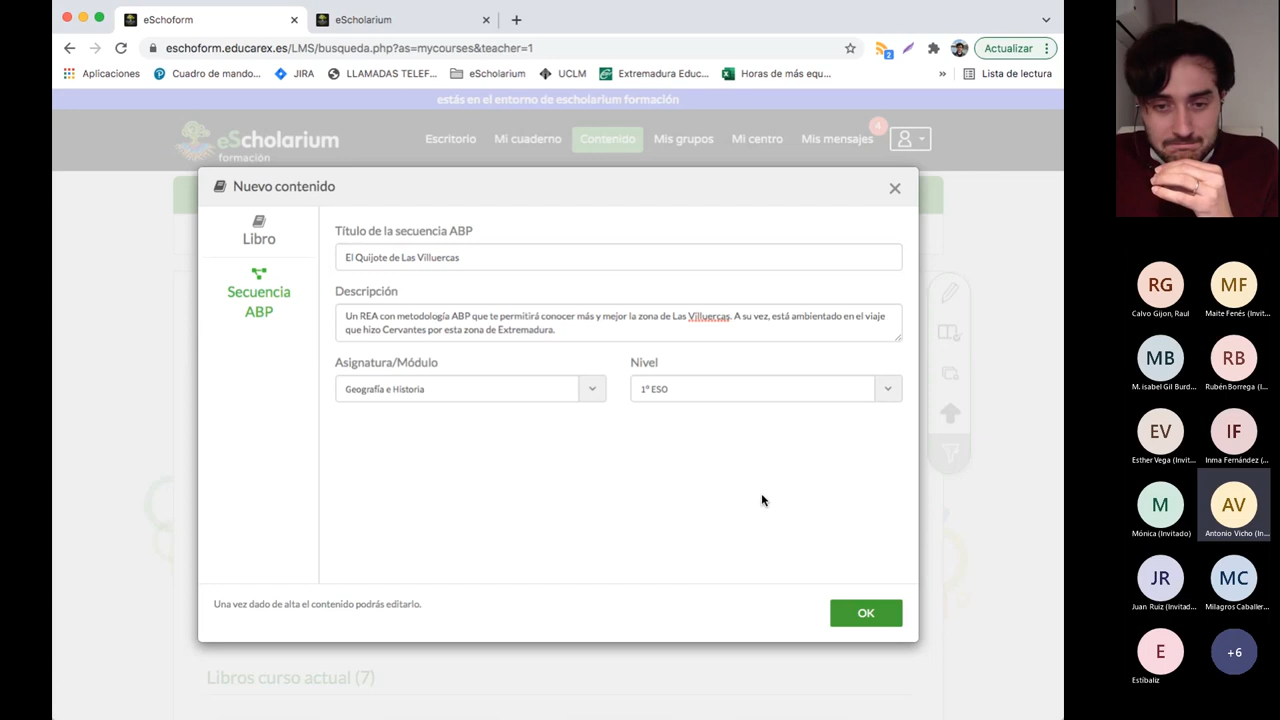 eSchoform
eScholarium
eschoform.educarex.es/LMS/busqueda.php?as=mycourses&teacher=1
2
Actualizar
Aplicaciones
Cuadro de mando...
JIRA
LLAMADAS TELEF...
eScholarium
UCLM
Extremadura Educ...
Horas de más equ...
»
Lista de lectura
estás en el entorno de escholarium formación
eScholarium
formación
Escritorio
Mi cuaderno
Contenido
Mis grupos
Mi centro
Mis mensajes
4
Nuevo contenido
Libro
Secuencia
ABP
Título de la secuencia ABP
El Quijote de Las Villuercas
Descripción
Un REA con metodología ABP que te permitirá conocer más y mejor la zona de Las Villuercas. A su vez, está ambientado en el viaje
que hizo Cervantes por esta zona de Extremadura.
Asignatura/Módulo
Nivel
Geografía e Historia
1º ESO
Una vez dado de alta el contenido podrás editarlo.
OK
Libros curso actual (7)
RG
Calvo Gijon, Raul
MF
Maite Fenés (Invit...
MB
M. isabel Gil Burd...
RB
Rubén Borrega (...
EV
Esther Vega (Invit...
IF
Inma Fernández (...
M
Mónica (Invitado)
AV
Antonio Vicho (In...
JR
Juan Ruiz (Invitad...
MC
Milagros Caballer...
E
Estíbaliz
+6